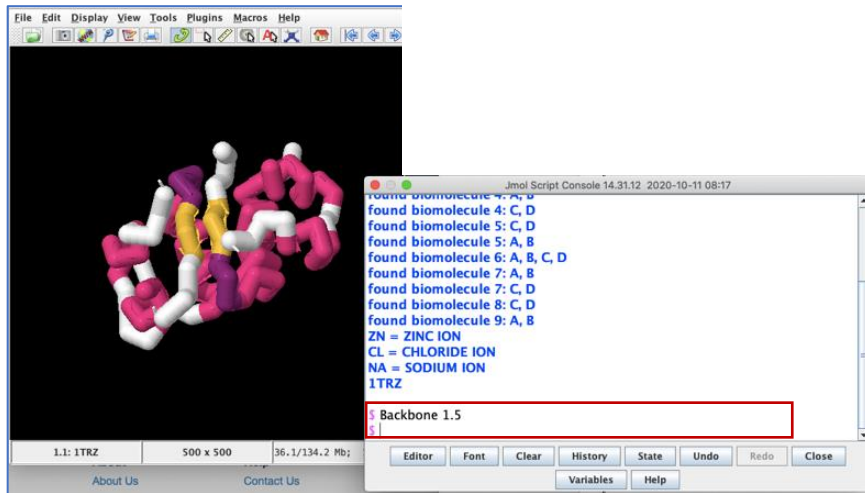 File Edit Display View Tools Plugins Macros Help
Jmol Script Console 14.31.12 2020-10-11 08:17
found biomolecule 4: A, B
found biomolecule 4: C, D
found biomolecule 5: C, D
found biomolecule 5: A, B
found biomolecule 6: A, B, C, D
found biomolecule 7: A, B
found biomolecule 7: C, D
found biomolecule 8: C, D
found biomolecule 9: A, B
ZN = ZINC ION
CL = CHLORIDE ION
NA = SODIUM ION
1TRZ
$ Backbone 1.5
$
1.1: 1TRZ 500 x 500 36.1/134.2 Mb;
Editor Font Clear History State Undo Redo Close
Variables Help
About Us Contact Us